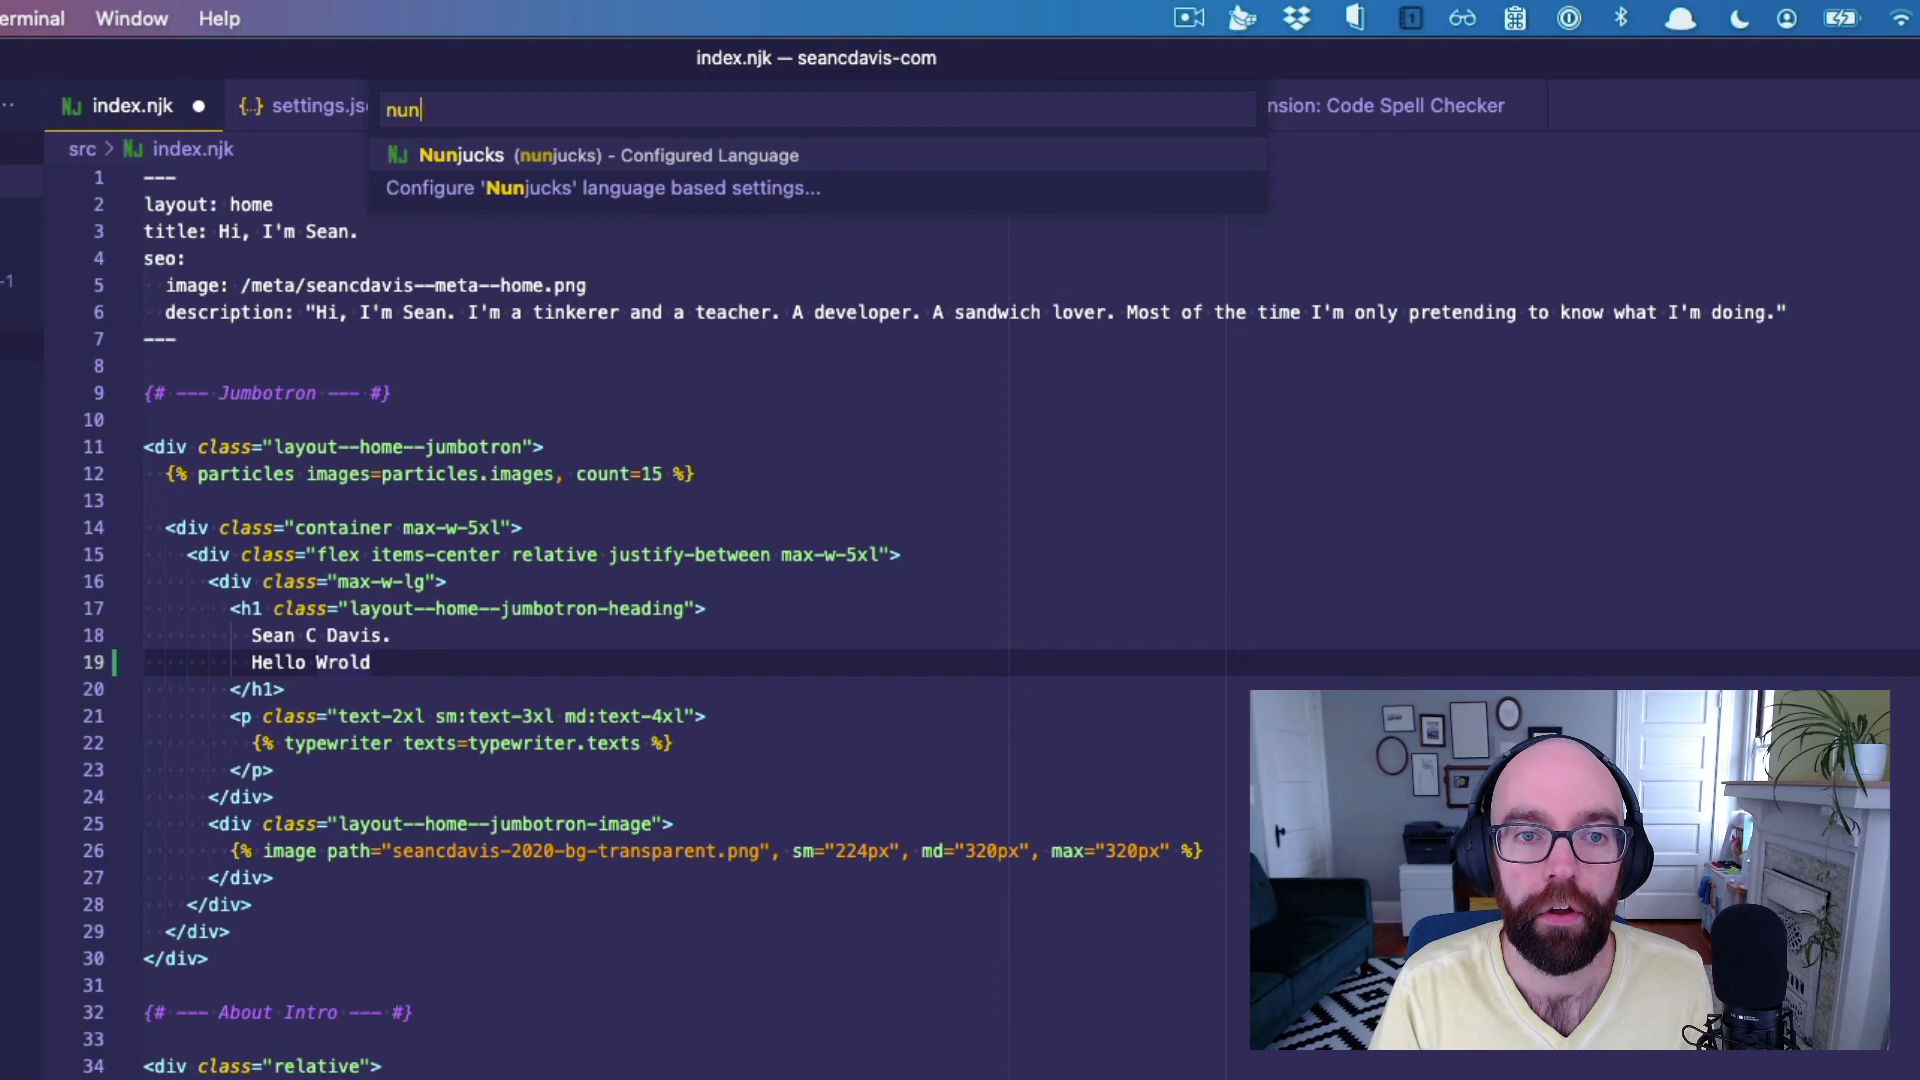 erminal Window Help
index.njk — seancdavis-com
index.njk settings.js nsion: Code Spell Checker
nun
Nunjucks (nunjucks) - Configured Language
Configure 'Nunjucks' language based settings...
src > index.njk
-1
1 ---
2 layout: home
3 title: Hi, I'm Sean.
4 seo:
5 image: /meta/seancdavis--meta--home.png
6 description: "Hi, I'm Sean. I'm a tinkerer and a teacher. A developer. A sandwich lover. Most of the time I'm only pretending to know what I'm doing."
7 ---
8
9 {# --- Jumbotron --- #}
10
11 <div class="layout--home--jumbotron">
12 {% particles images=particles.images, count=15 %}
13
14 <div class="container max-w-5xl">
15 <div class="flex items-center relative justify-between max-w-5xl">
16 <div class="max-w-lg">
17 <h1 class="layout--home--jumbotron-heading">
18 Sean C Davis.
19 Hello Wrold
20 </h1>
21 <p class="text-2xl sm:text-3xl md:text-4xl">
22 {% typewriter texts=typewriter.texts %}
23 </p>
24 </div>
25 <div class="layout--home--jumbotron-image">
26 {% image path="seancdavis-2020-bg-transparent.png", sm="224px", md="320px", max="320px" %}
27 </div>
28 </div>
29 </div>
30 </div>
31
32 {# --- About Intro --- #}
33
34 <div class="relative">